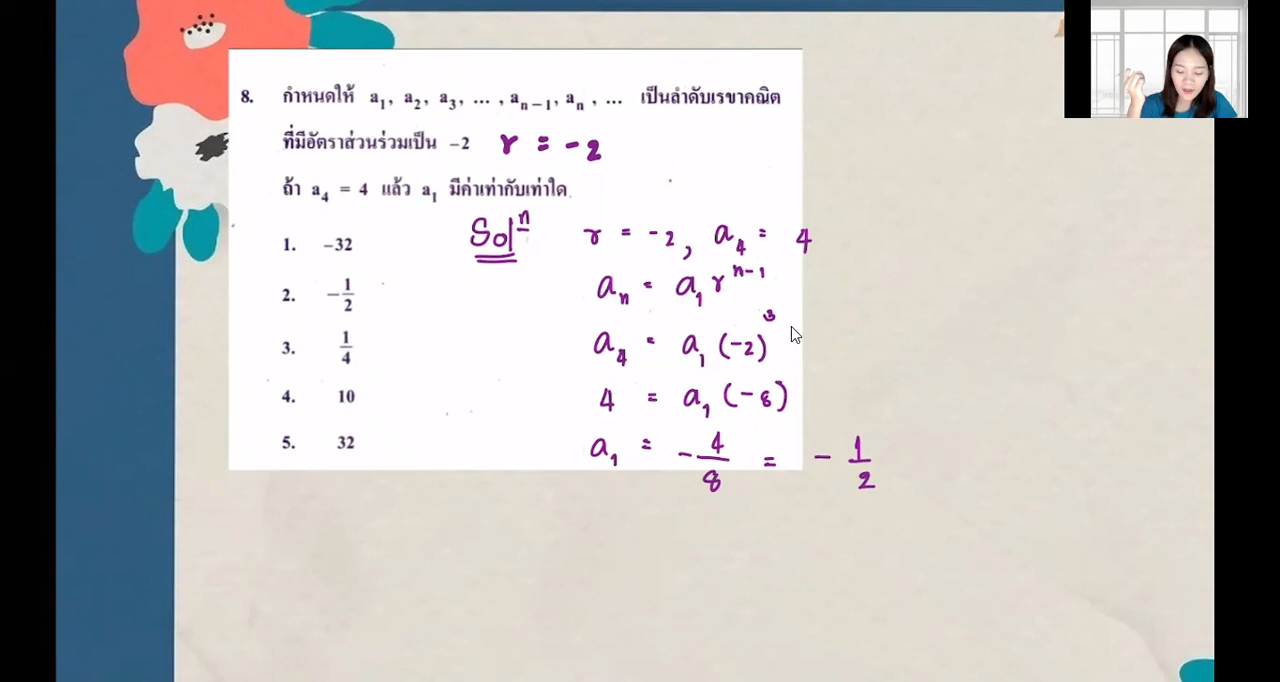 8. กำหนดให้ a₁, a₂, a₃, ... , aₙ₋₁, aₙ , ... เป็นลำดับเรขาคณิต
ที่มีอัตราส่วนร่วมเป็น -2 r = -2
ถ้า a₄ = 4 แล้ว a₁ มีค่าเท่ากับเท่าใด
1. -32
2. -1/2
3. 1/4
4. 10
5. 32
Solⁿ r = -2, a₄ = 4
aₙ = a₁rⁿ⁻¹
a₄ = a₁(-2)³
4 = a₁(-8)
a₁ = -4/8 = -1/2